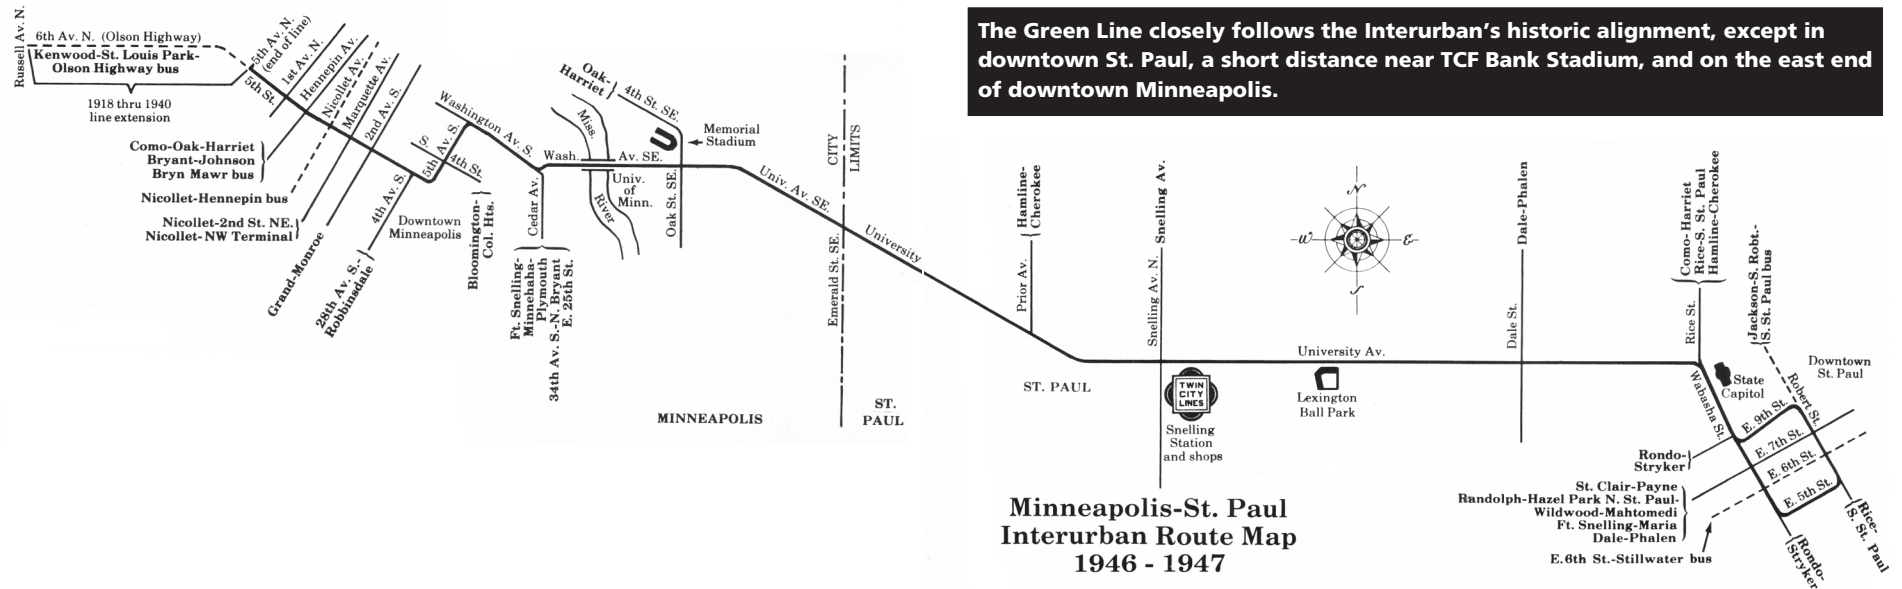 The Green Line closely follows the Interurban’s historic alignment, except in
downtown St. Paul, a short distance near TCF Bank Stadium, and on the east end
of downtown Minneapolis.
Russell Av. N.
6th Av. N. (Olson Highway)
Kenwood-St. Louis Park-
Olson Highway bus
1918 thru 1940
line extension
5th Av. N.
(end of line)
5th St.
1st Av. N.
Hennepin Av.
Nicollet Av.
Marquette Av.
2nd Av. S.
Como-Oak-Harriet
Bryant-Johnson
Bryn Mawr bus
Nicollet-Hennepin bus
Nicollet-2nd St. NE.
Nicollet-NW Terminal
Grand-Monroe
28th Av. S.-
Robbinsdale
4th Av. S.
Downtown
Minneapolis
5th Av. S.
S. 4th St.
Bloomington-
Col. Hts.
Washington Av. S.
Cedar Av.
Ft. Snelling-
Minnehaha-
Plymouth
34th Av. S.-N. Bryant
E. 25th St.
Oak-
Harriet
4th St. SE.
Memorial
Stadium
Miss.
River
Wash. Av. SE.
Univ.
of
Minn.
Oak St. SE.
Univ. Av. SE.
CITY
LIMITS
Emerald St. SE.
MINNEAPOLIS
ST.
PAUL
University
Hamline-
Cherokee
Prior Av.
ST. PAUL
Snelling Av.
Snelling Av. N.
TWIN
CITY
LINES
Snelling
Station
and shops
University Av.
Lexington
Ball Park
N
W
E
S
Dale-Phalen
Dale St.
Como-Harriet
Rice-S. St. Paul
Hamline-Cherokee
Rice St.
Jackson-S. Robt.-
S. St. Paul bus
State
Capitol
Downtown
St. Paul
Wabasha St.
Robert St.
E. 9th St.
E. 7th St.
E. 6th St.
E. 5th St.
Rondo-
Stryker
St. Clair-Payne
Randolph-Hazel Park N. St. Paul-
Wildwood-Mahtomedi
Ft. Snelling-Maria
Dale-Phalen
E.6th St.-Stillwater bus
Rondo-
Stryker
Rice-
S. St. Paul
Minneapolis-St. Paul
Interurban Route Map
1946 - 1947